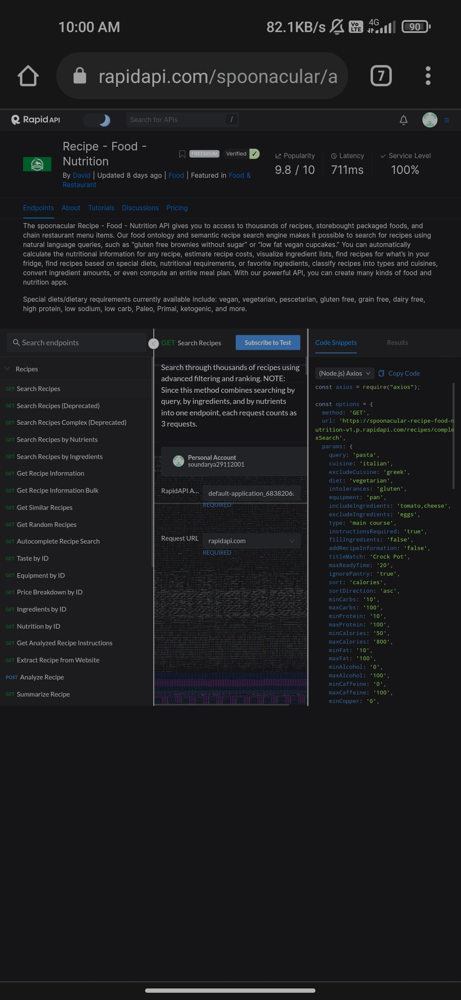 10:00 AM
82.1KB/s
Vo
LTE
4G
90
rapidapi.com/spoonacular/a
7
Rapid API
Search for APIs
/
Recipe - Food -
Nutrition
FREEMIUM
Verified
By David | Updated 8 days ago | Food | Featured in Food &
Restaurant
Popularity
9.8 / 10
Latency
711ms
Service Level
100%
Endpoints
About
Tutorials
Discussions
Pricing
The spoonacular Recipe - Food - Nutrition API gives you to access to thousands of recipes, storebought packaged foods, and
chain restaurant menu items. Our food ontology and semantic recipe search engine makes it possible to search for recipes using
natural language queries, such as “gluten free brownies without sugar” or “low fat vegan cupcakes.” You can automatically
calculate the nutritional information for any recipe, estimate recipe costs, visualize ingredient lists, find recipes for what’s in your
fridge, find recipes based on special diets, nutritional requirements, or favorite ingredients, classify recipes into types and cuisines,
convert ingredient amounts, or even compute an entire meal plan. With our powerful API, you can create many kinds of food and
nutrition apps.
Special diets/dietary requirements currently available include: vegan, vegetarian, pescetarian, gluten free, grain free, dairy free,
high protein, low sodium, low carb, Paleo, Primal, ketogenic, and more.
Search endpoints
Recipes
GET Search Recipes
GET Search Recipes (Deprecated)
GET Search Recipes Complex (Deprecated)
GET Search Recipes by Nutrients
GET Search Recipes by Ingredients
GET Get Recipe Information
GET Get Recipe Information Bulk
GET Get Similar Recipes
GET Get Random Recipes
GET Autocomplete Recipe Search
GET Taste by ID
GET Equipment by ID
GET Price Breakdown by ID
GET Ingredients by ID
GET Nutrition by ID
GET Get Analyzed Recipe Instructions
GET Extract Recipe from Website
POST Analyze Recipe
GET Summarize Recipe
GET Search Recipes
Subscribe to Test
Search through thousands of recipes using
advanced filtering and ranking. NOTE:
Since this method combines searching by
query, by ingredients, and by nutrients
into one endpoint, each request counts as
3 requests.
Personal Account
soundarya29112001
RapidAPI A...
default-application_6838206.
REQUIRED
Request URL
rapidapi.com
REQUIRED
Code Snippets
Results
(Node.js) Axios
Copy Code
const axios = require("axios");
const options = {
method: 'GET',
url: 'https://spoonacular-recipe-food-n
utrition-v1.p.rapidapi.com/recipes/comple
xSearch',
params: {
query: 'pasta',
cuisine: 'italian',
excludeCuisine: 'greek',
diet: 'vegetarian',
intolerances: 'gluten',
equipment: 'pan',
includeIngredients: 'tomato,cheese',
excludeIngredients: 'eggs',
type: 'main course',
instructionsRequired: 'true',
fillIngredients: 'false',
addRecipeInformation: 'false',
titleMatch: 'Crock Pot',
maxReadyTime: '20',
ignorePantry: 'true',
sort: 'calories',
sortDirection: 'asc',
minCarbs: '10',
maxCarbs: '100',
minProtein: '10',
maxProtein: '100',
minCalories: '50',
maxCalories: '800',
minFat: '10',
maxFat: '100',
minAlcohol: '0',
maxAlcohol: '100',
minCaffeine: '0',
maxCaffeine: '100',
minCopper: '0',